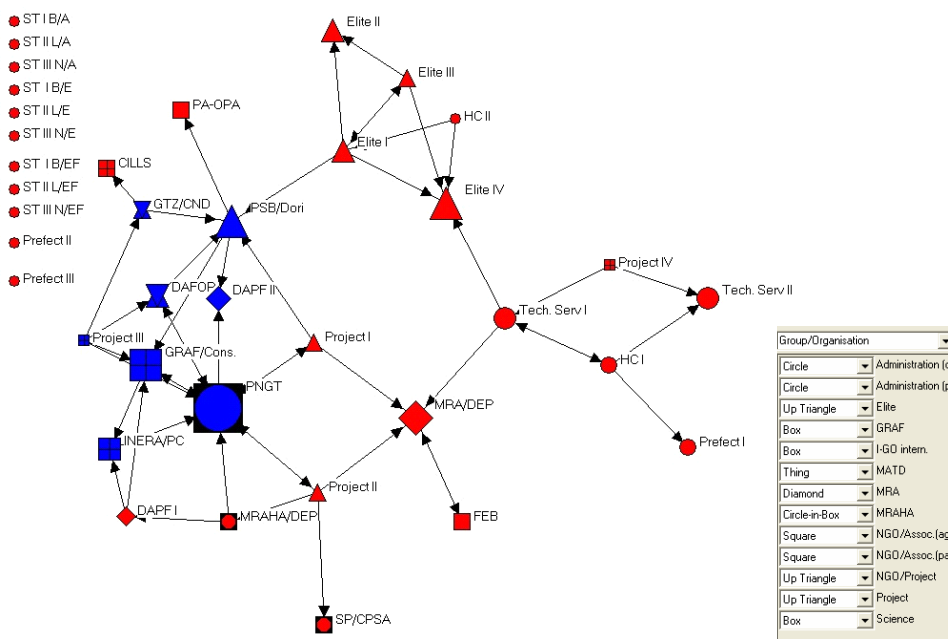 ST I B/A
ST II L/A
ST III N/A
ST I B/E
ST II L/E
ST III N/E
ST I B/EF
ST II L/EF
ST III N/EF
Prefect II
Prefect III
Elite II
Elite III
PA-OPA
HC II
Elite I
CILLS
Elite IV
GTZ/CND
PSB/Dori
Project IV
DAFOP
DAPF II
Tech. Serv II
Tech. Serv I
Project III
Project I
GRAF/Cons.
HC I
PNGT
MRA/DEP
LINERA/PC
Prefect I
Project II
DAPF I
MRAHA/DEP
FEB
SP/CPSA
Group/Organisation
Circle Administration (
Circle Administration (p
Up Triangle Elite
Box GRAF
Box I-GO intern.
Thing MATD
Diamond MRA
Circle-in-Box MRAHA
Square NGO/Assoc.(ag
Square NGO/Assoc.(pa
Up Triangle NGO/Project
Up Triangle Project
Box Science